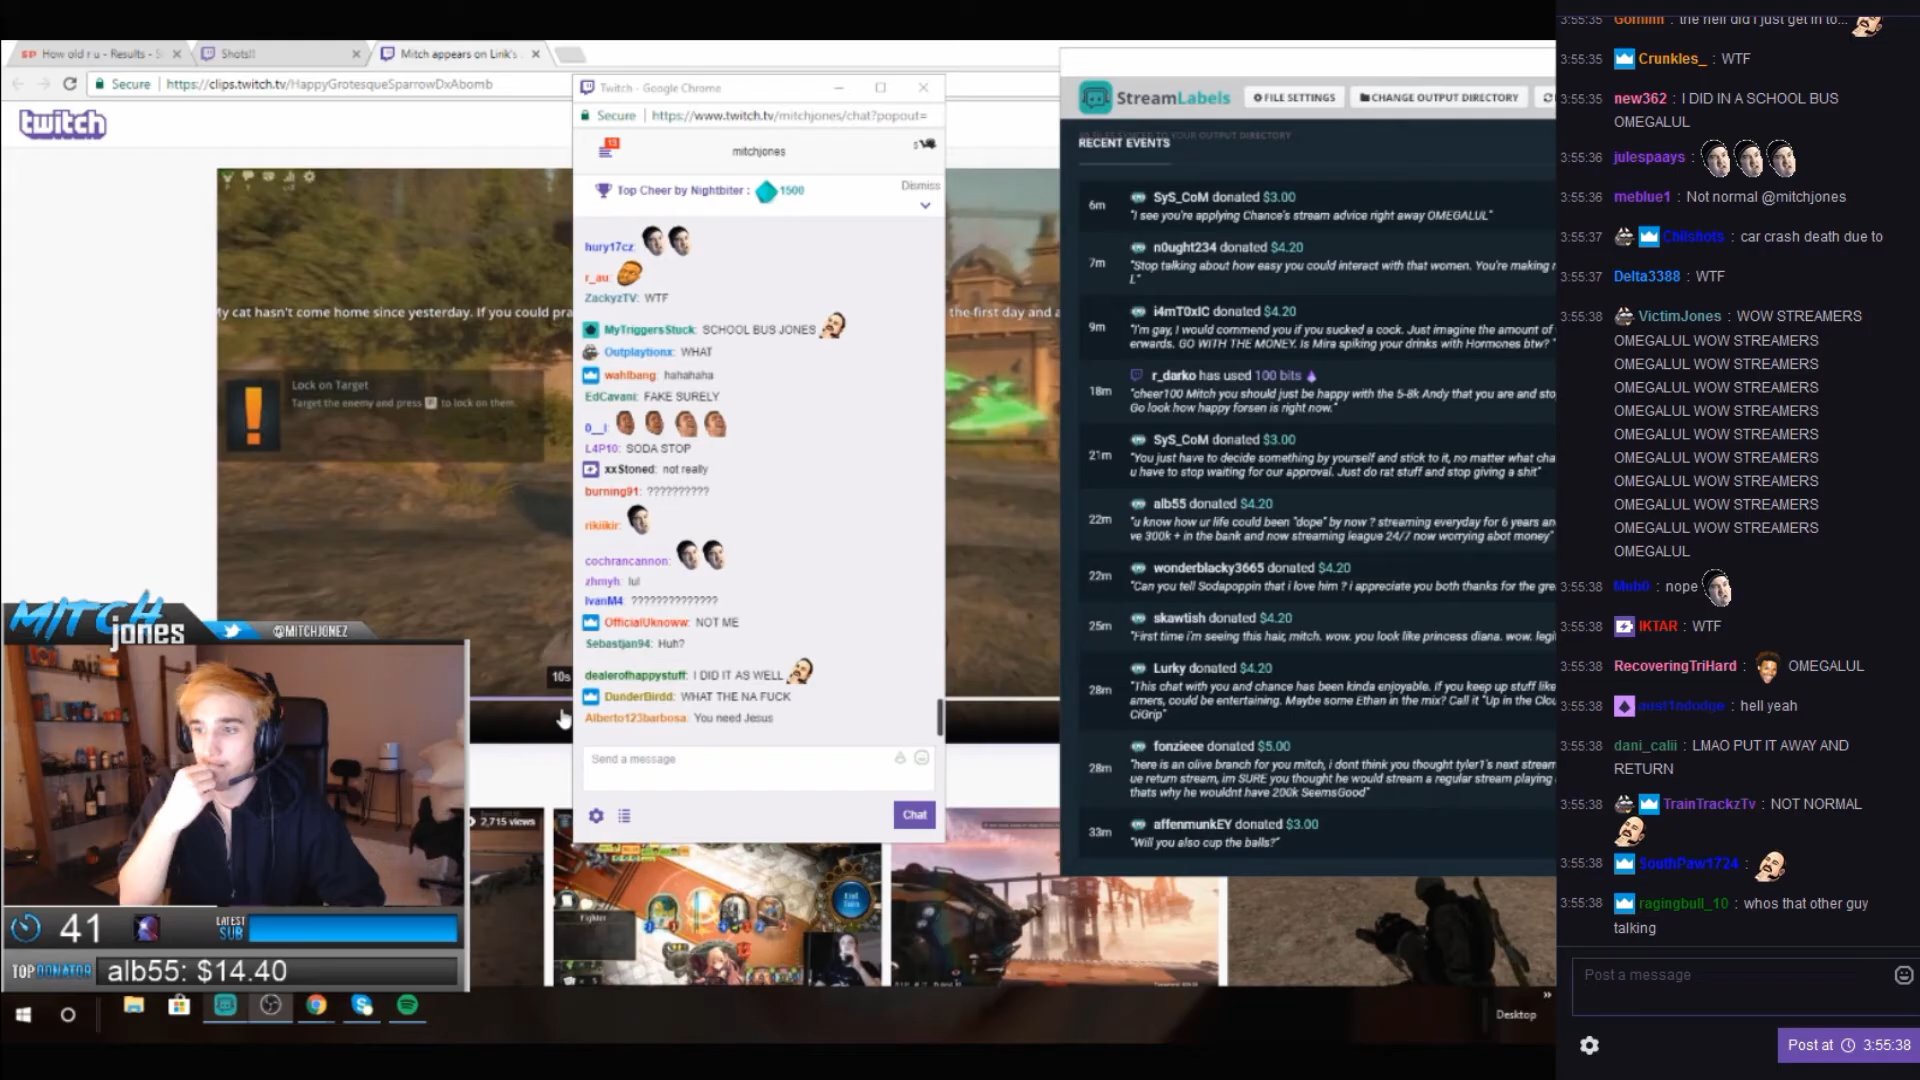 How old r u - Results - S
Shots!!
Mitch appears on Link's
Secure https://clips.twitch.tv/HappyGrotesqueSparrowDxAbomb
twitch
My cat hasn't come home since yesterday. If you could pra
the first day and a
Lock on Target
Target the enemy and press F to lock on them.
10s
2,715 views
Fighter
End Turn
Twitch - Google Chrome
Secure https://www.twitch.tv/mitchjones/chat?popout=
13
mitchjones
Top Cheer by Nightbiter : 1500
Dismiss
hury17cz:
r_au:
ZackyzTV: WTF
MyTriggersStuck: SCHOOL BUS JONES
Outplaytionx: WHAT
wahlbang: hahahaha
EdCavani: FAKE SURELY
0__I:
L4P10: SODA STOP
xxStoned: not really
burning91: ??????????
rikiikir:
cochrancannon:
zhmyh: lul
IvanM4: ??????????????
OfficialUknoww: NOT ME
Sebastjan94: Huh?
dealerofhappystuff: I DID IT AS WELL
DunderBirdd: WHAT THE NA FUCK
Alberto123barbosa: You need Jesus
Send a message
Chat
StreamLabels
FILE SETTINGS
CHANGE OUTPUT DIRECTORY
RECENT EVENTS
6m
SyS_CoM donated $3.00
"I see you're applying Chance's stream advice right away OMEGALUL"
7m
n0ught234 donated $4.20
"Stop talking about how easy you could interact with that women. You're making
L"
9m
i4mT0xIC donated $4.20
"I'm gay, I would commend you if you sucked a cock. Just imagine the amount of
erwards. GO WITH THE MONEY. Is Mira spiking your drinks with Hormones btw? "
18m
r_darko has used 100 bits
"cheer100 Mitch you should just be happy with the 5-8k Andy that you are and sto
Go look how happy forsen is right now."
21m
SyS_CoM donated $3.00
"You just have to decide something by yourself and stick to it, no matter what cha
u have to stop waiting for our approval. Just do rat stuff and stop giving a shit"
22m
alb55 donated $4.20
"u know how ur life could been "dope" by now ? streaming everyday for 6 years an
ve 300k + in the bank and now streaming league 24/7 now worrying abot money"
22m
wonderblacky3665 donated $4.20
"Can you tell Sodapoppin that i love him ? i appreciate you both thanks for the gre
25m
skawtish donated $4.20
"First time i'm seeing this hair, mitch. wow. you look like princess diana. wow. legi
28m
Lurky donated $4.20
"This chat with you and chance has been kinda enjoyable. If you keep up stuff like
amers, could be entertaining. Maybe some Ethan in the mix? Call it "Up in the Clou
CiGrip"
28m
fonzieee donated $5.00
"here is an olive branch for you mitch, i dont think you thought tyler1's next stream
ue return stream, im SURE you thought he would stream a regular stream playing
thats why he wouldnt have 200k SeemsGood"
33m
affenmunkEY donated $3.00
"Will you also cup the balls?"
MITCH
jones
@MITCHJONEZ
41
LATEST SUB
TOP DONATOR
alb55: $14.40
Desktop
3:55:35 : the hell did I just get in to...
3:55:35 Crunkles_ : WTF
3:55:35 new362 : I DID IN A SCHOOL BUS
OMEGALUL
3:55:36 julespaays :
3:55:36 meblue1 : Not normal @mitchjones
3:55:37 Chilshots : car crash death due to
3:55:37 Delta3388 : WTF
3:55:38 VictimJones : WOW STREAMERS
OMEGALUL WOW STREAMERS
OMEGALUL WOW STREAMERS
OMEGALUL WOW STREAMERS
OMEGALUL WOW STREAMERS
OMEGALUL WOW STREAMERS
OMEGALUL WOW STREAMERS
OMEGALUL WOW STREAMERS
OMEGALUL WOW STREAMERS
OMEGALUL WOW STREAMERS
OMEGALUL
3:55:38 : nope
3:55:38 IKTAR : WTF
3:55:38 RecoveringTriHard : OMEGALUL
3:55:38 aust1ndodge : hell yeah
3:55:38 dani_calii : LMAO PUT IT AWAY AND
RETURN
3:55:38 TrainTrackzTv : NOT NORMAL
3:55:38 SouthPaw1724 :
3:55:38 ragingbull_10 : whos that other guy
talking
Post a message
Post at 3:55:38